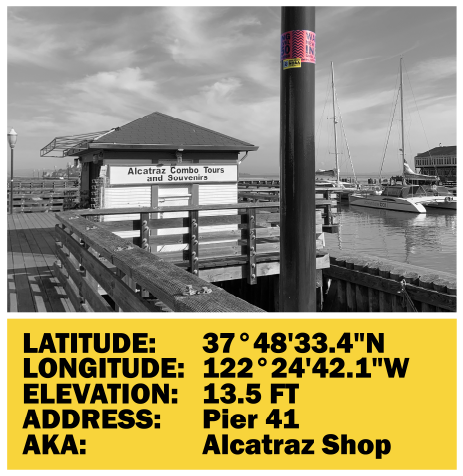 Alcatraz Combo Tours
and Souvenirs
LATITUDE: 37°48'33.4"N
LONGITUDE: 122°24'42.1"W
ELEVATION: 13.5 FT
ADDRESS: Pier 41
AKA: Alcatraz Shop